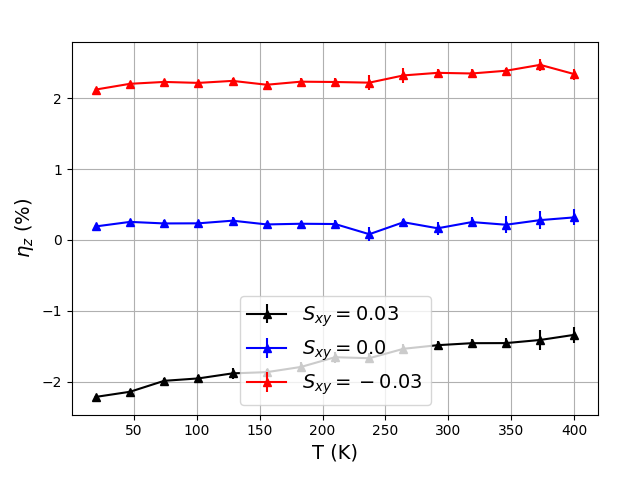 η_z (%)
2
1
0
−1
−2
S_xy = 0.03
S_xy = 0.0
S_xy = −0.03
50 100 150 200 250 300 350 400
T (K)